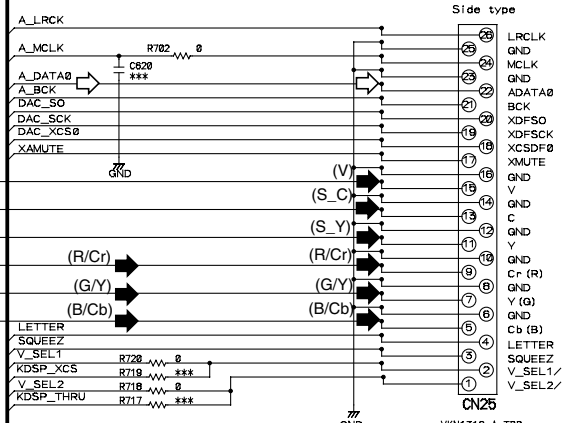 Side type
A_LRCK
26 LRCLK
25 GND
A_MCLK R702 0
24 MCLK
C620
***
23 GND
A_DATA0
22 ADATA0
A_BCK
21 BCK
DAC_SO
20 XDFSO
DAC_SCK
19 XDFSCK
DAC_XCS0
18 XCSDF0
XAMUTE
17 XMUTE
GND
(V)
16 GND
15 V
(S_C)
14 GND
13 C
(S_Y)
12 GND
11 Y
(R/Cr) (R/Cr)
10 GND
9 Cr(R)
(G/Y) (G/Y)
8 GND
7 Y(G)
(B/Cb) (B/Cb)
6 GND
5 Cb(B)
LETTER
4 LETTER
SQUEEZ
3 SQUEEZ
V_SEL1 R720 0
2 V_SEL1/
KDSP_XCS R719 ***
V_SEL2 R718 0
1 V_SEL2/
KDSP_THRU R717 ***
CN25
GND